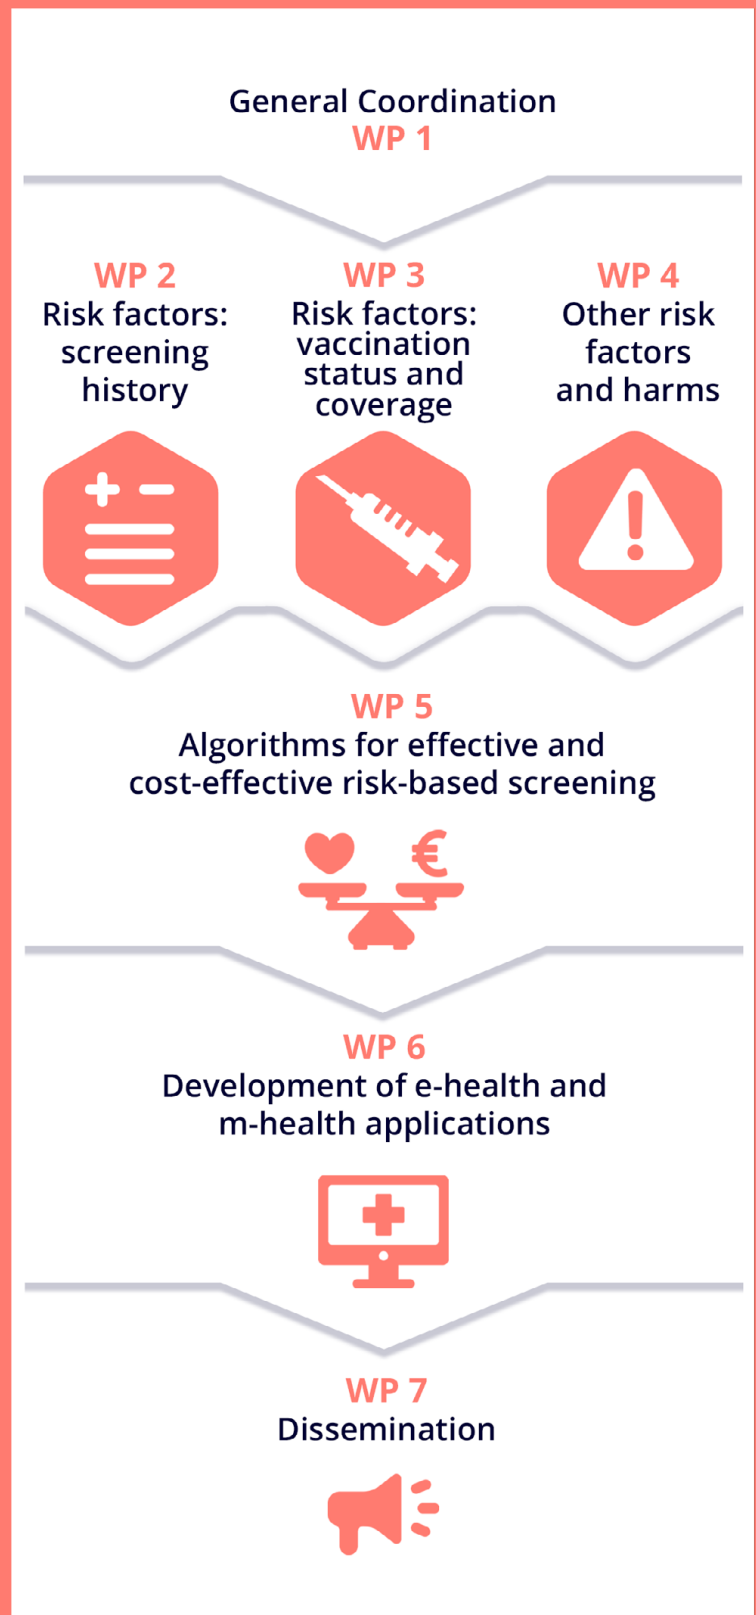 General Coordination
WP 1
WP 2
Risk factors:
screening
history
WP 3
Risk factors:
vaccination
status and
coverage
WP 4
Other risk
factors
and harms
WP 5
Algorithms for effective and
cost-effective risk-based screening
€
WP 6
Development of e-health and
m-health applications
WP 7
Dissemination